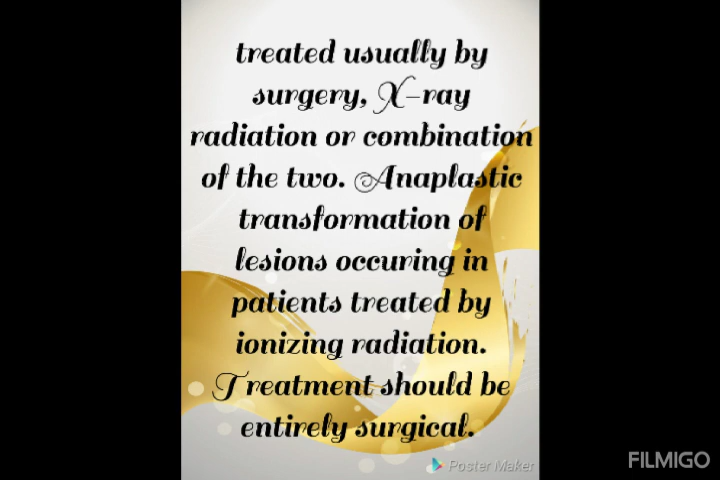 treated usually by
surgery, X-ray
radiation or combination
of the two. Anaplastic
transformation of
lesions occuring in
patients treated by
ionizing radiation.
Treatment should be
entirely surgical.
Poster Maker
FILMIGO